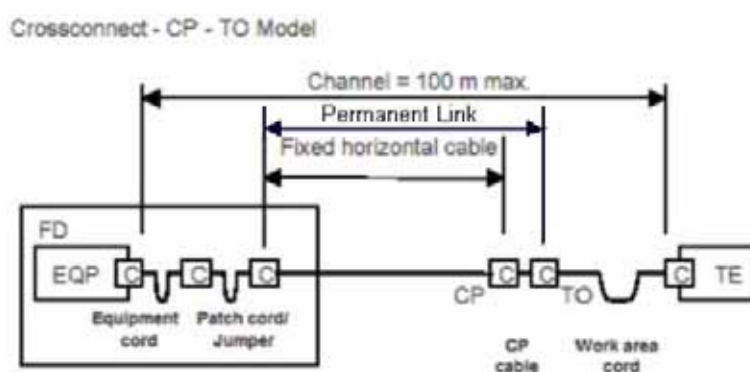 Crossconnect - CP - TO Model
Channel = 100 m max.
Permanent Link
Fixed horizontal cable
FD
EQP C C C CP C C TO C TE
Equipment cord
Patch cord/ Jumper
CP cable
Work area cord